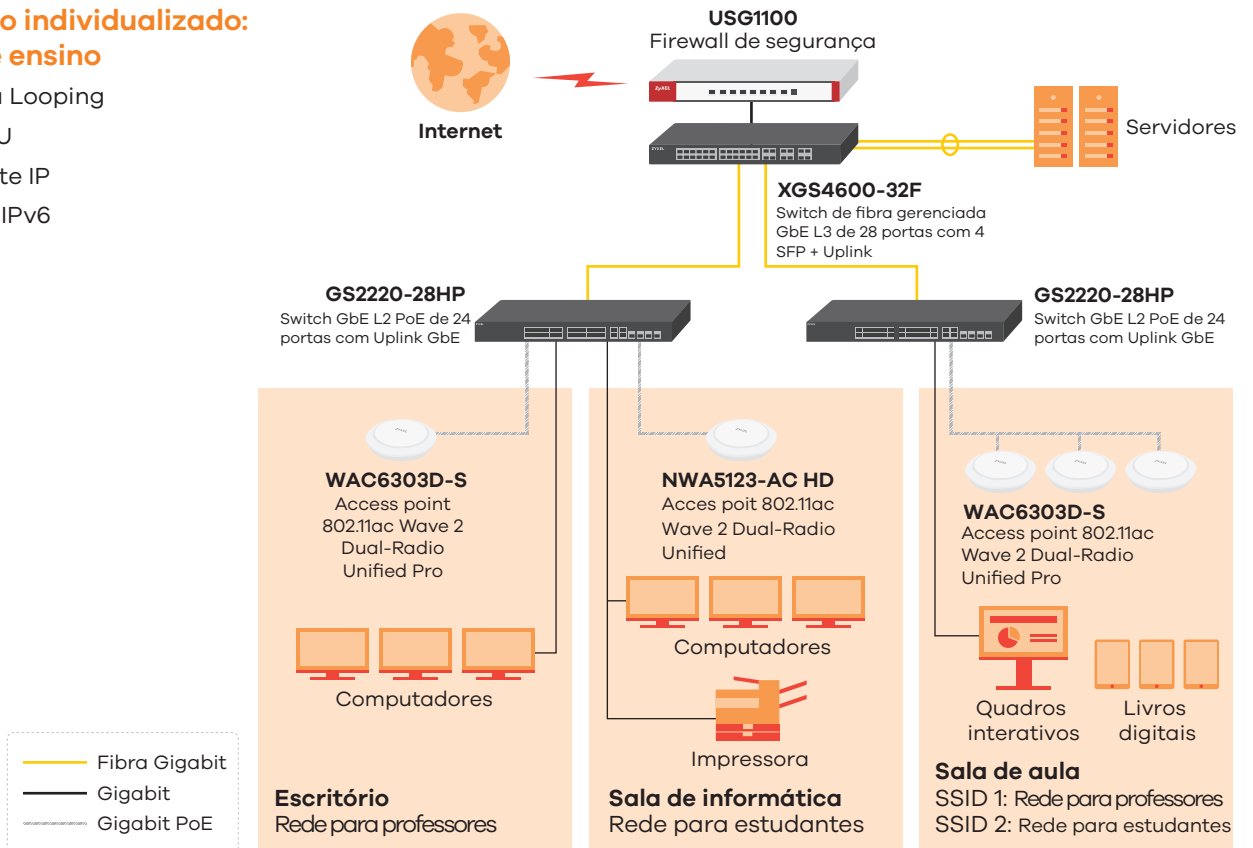 o individualizado:
e ensino
Looping
U
te IP
IPv6
USG1100
Firewall de segurança
Internet
ZyXEL
Servidores
ZYXEL
XGS4600-32F
Switch de fibra gerenciada
GbE L3 de 28 portas com 4
SFP + Uplink
GS2220-28HP
Switch GbE L2 PoE de 24
portas com Uplink GbE
GS2220-28HP
Switch GbE L2 PoE de 24
portas com Uplink GbE
WAC6303D-S
Access point
802.11ac Wave 2
Dual-Radio
Unified Pro
Computadores
Escritório
Rede para professores
NWA5123-AC HD
Acces poit 802.11ac
Wave 2 Dual-Radio
Unified
Computadores
Impressora
Sala de informática
Rede para estudantes
WAC6303D-S
Access point 802.11ac
Wave 2 Dual-Radio
Unified Pro
Quadros
interativos
Livros
digitais
Sala de aula
SSID 1: Rede para professores
SSID 2: Rede para estudantes
Fibra Gigabit
Gigabit
Gigabit PoE